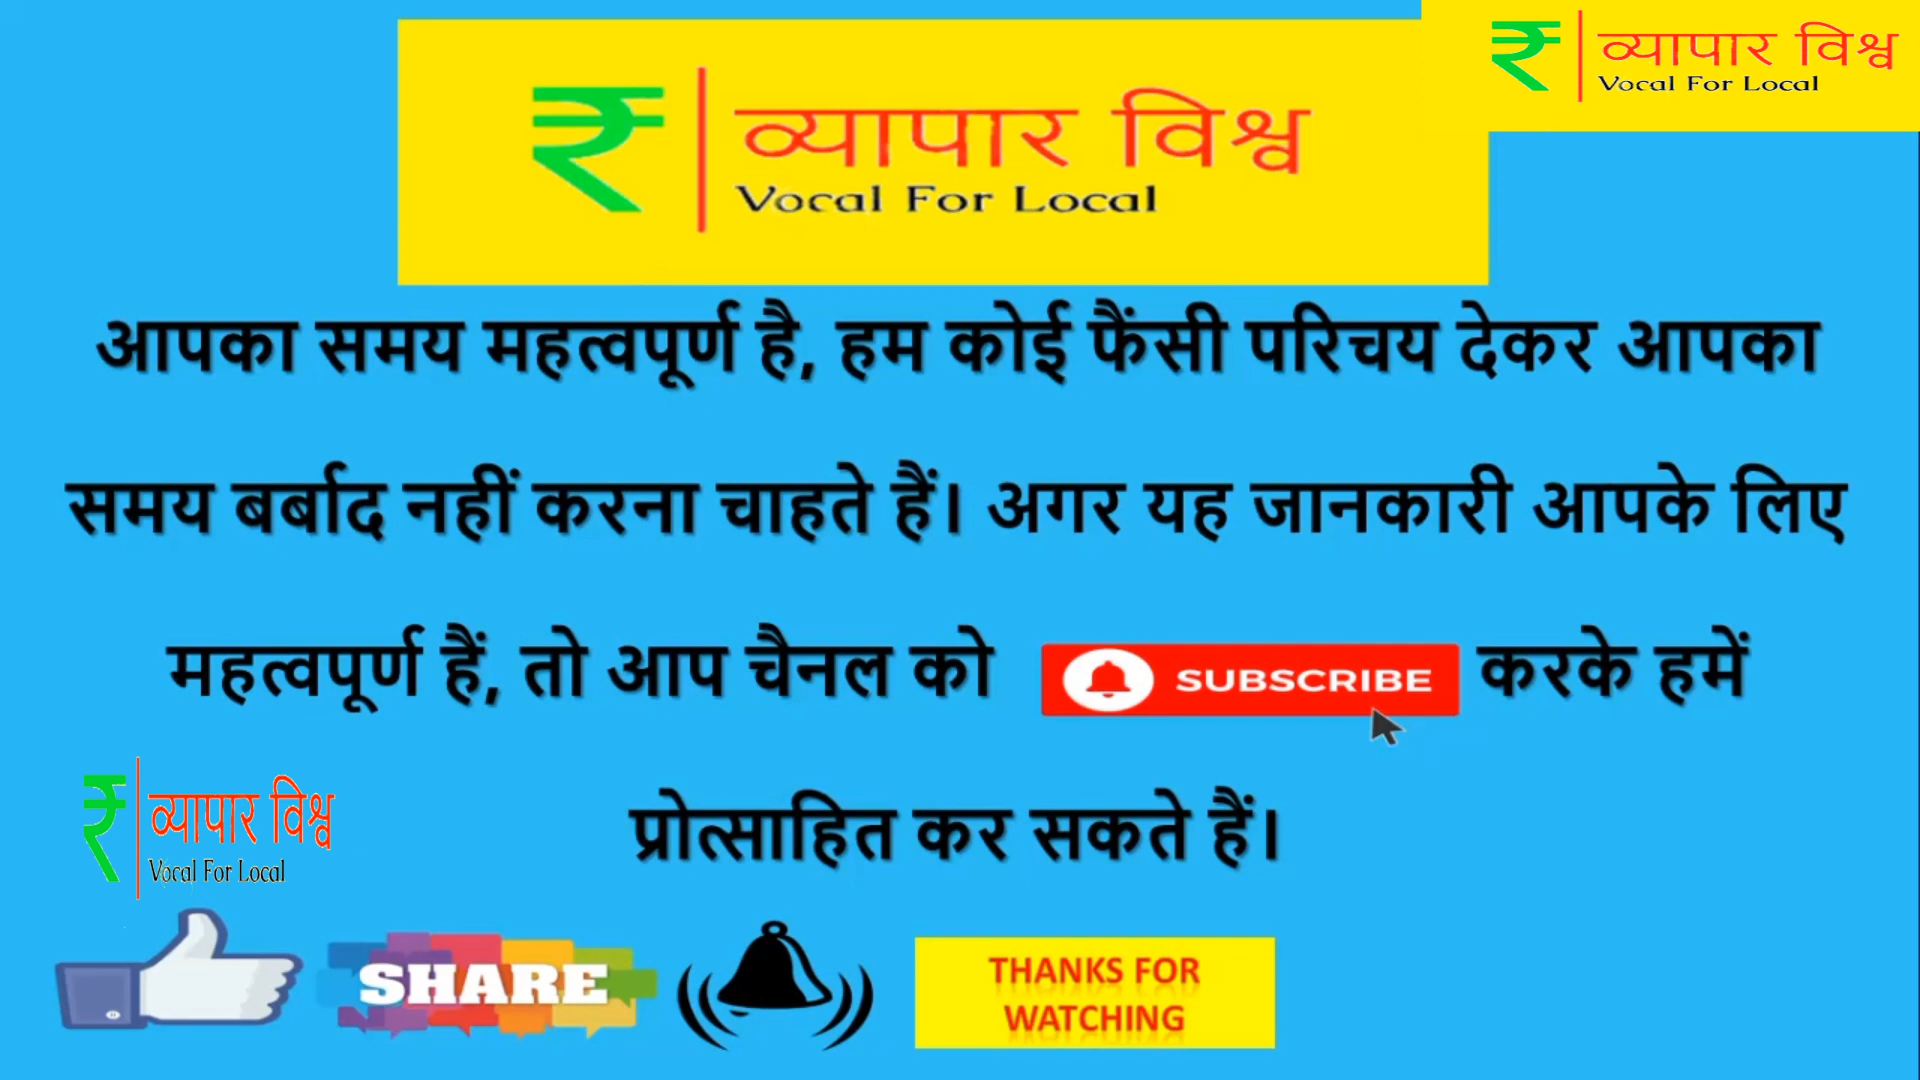 ₹ व्यापार विश्व
Vocal For Local
₹ व्यापार विश्व
Vocal For Local
आपका समय महत्वपूर्ण है, हम कोई फैंसी परिचय देकर आपका
समय बर्बाद नहीं करना चाहते हैं। अगर यह जानकारी आपके लिए
महत्वपूर्ण हैं, तो आप चैनल को SUBSCRIBE करके हमें
प्रोत्साहित कर सकते हैं।
₹ व्यापार विश्व
Vocal For Local
SHARE
THANKS FOR
WATCHING